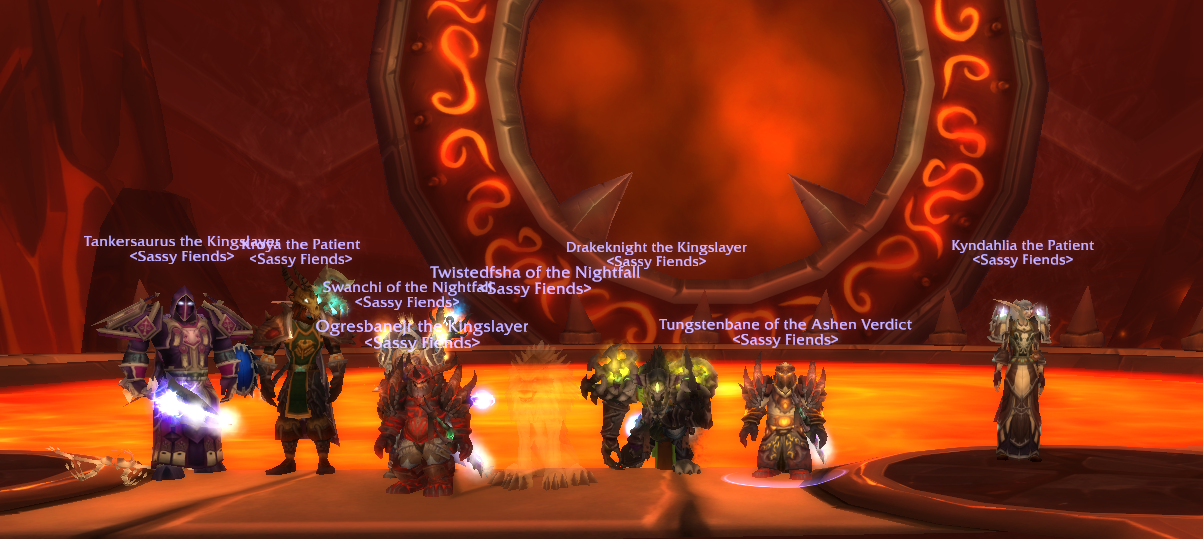 Tankersaurus the Kingslayer
<Sassy Fiends>
Kroya the Patient
<Sassy Fiends>
Swanchi of the Nightfall
<Sassy Fiends>
Twistedfsha of the Nightfall
<Sassy Fiends>
Ogresbanejr the Kingslayer
<Sassy Fiends>
Drakeknight the Kingslayer
<Sassy Fiends>
Tungstenbane of the Ashen Verdict
<Sassy Fiends>
Kyndahlia the Patient
<Sassy Fiends>